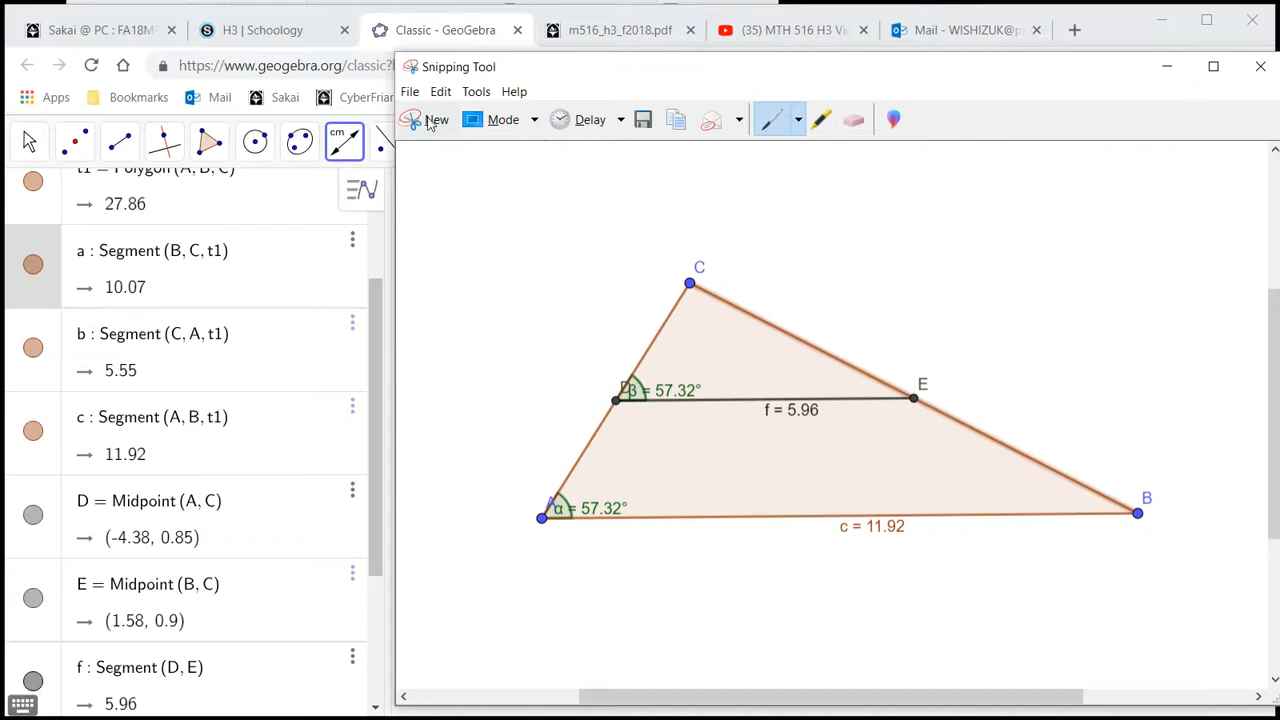 Sakai @ PC : FA18M
H3 | Schoology
Classic - GeoGebra
m516_h3_f2018.pdf
(35) MTH 516 H3 Vi
Mail - WISHIZUK@p
https://www.geogebra.org/classic?
Apps
Bookmarks
Mail
Sakai
CyberFrian
Snipping Tool
File
Edit
Tools
Help
New
Mode
Delay
cm
t1 = Polygon(A, B, C)
→ 27.86
a : Segment(B, C, t1)
→ 10.07
b : Segment(C, A, t1)
→ 5.55
c : Segment(A, B, t1)
→ 11.92
D = Midpoint(A, C)
→ (-4.38, 0.85)
E = Midpoint(B, C)
→ (1.58, 0.9)
f : Segment(D, E)
→ 5.96
C
D
β = 57.32°
E
f = 5.96
A
α = 57.32°
B
c = 11.92